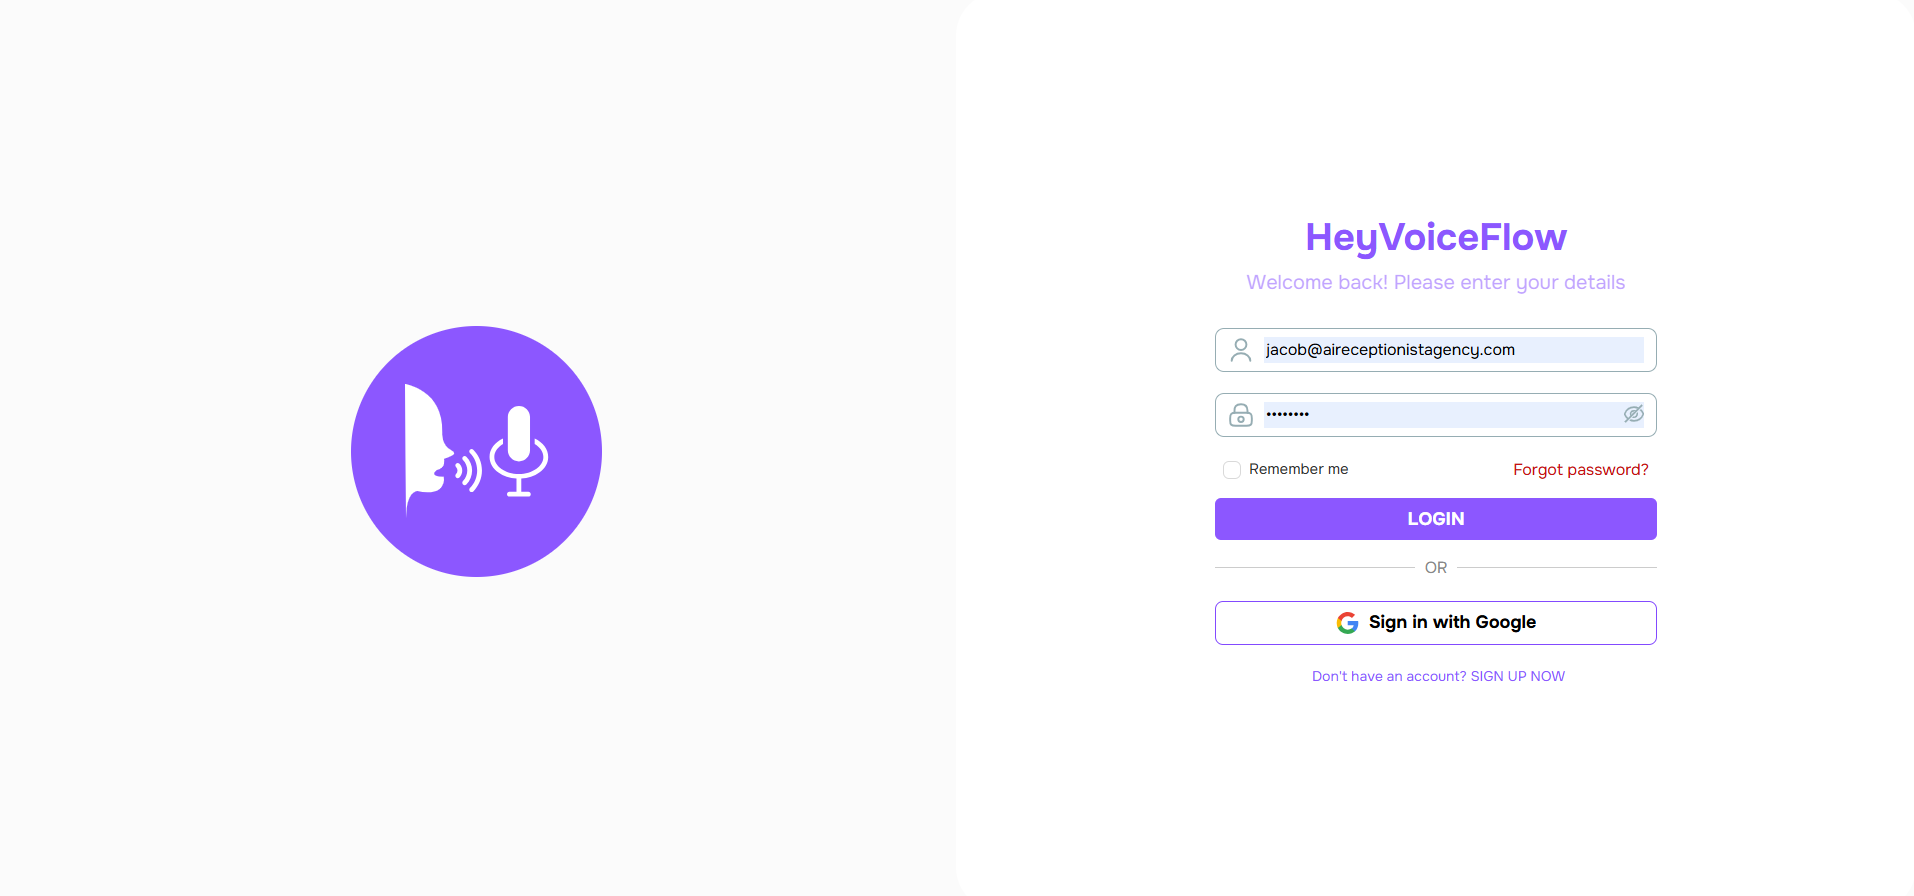 HeyVoiceFlow
Welcome back! Please enter your details
jacob@aireceptionistagency.com
••••••••
Remember me
Forgot password?
LOGIN
OR
Sign in with Google
Don't have an account? SIGN UP NOW